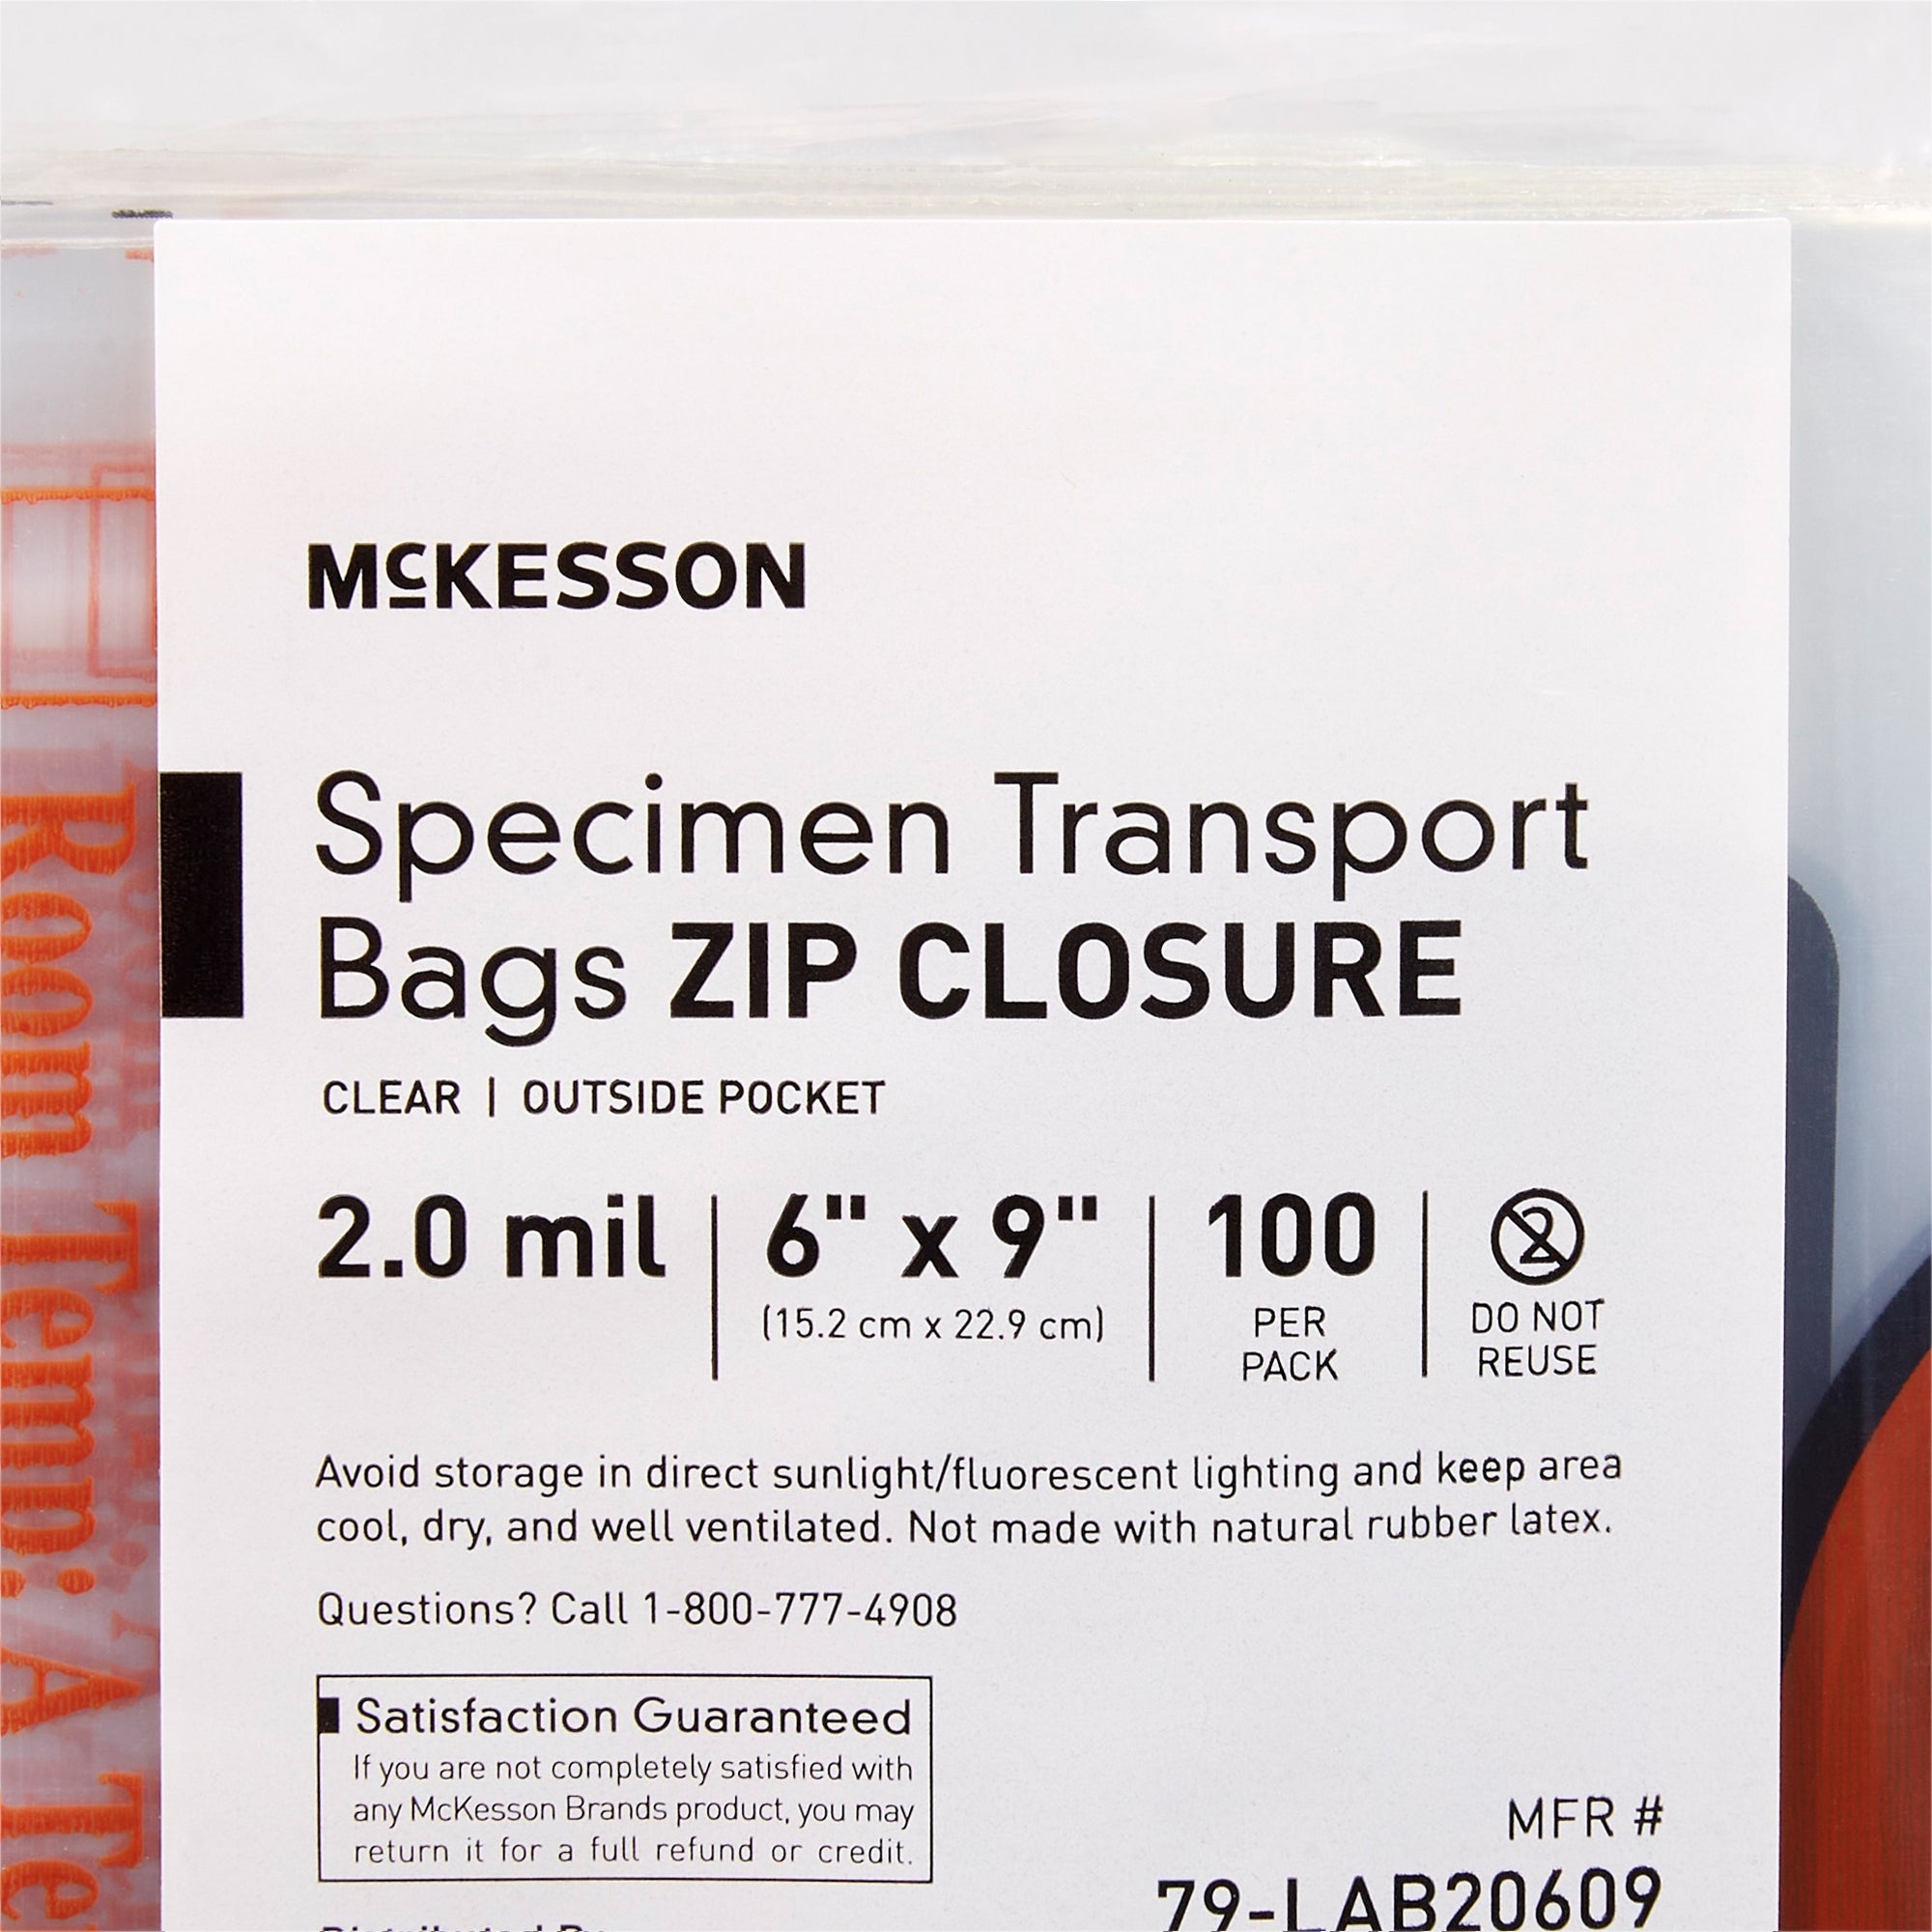 McKESSON
Specimen Transport
Bags ZIP CLOSURE
CLEAR | OUTSIDE POCKET
2.0 mil | 6" x 9" | 100 |
(15.2 cm x 22.9 cm)
PER
PACK
2
DO NOT
REUSE
Avoid storage in direct sunlight/fluorescent lighting and keep area
cool, dry, and well ventilated. Not made with natural rubber latex.
Questions? Call 1-800-777-4908
Satisfaction Guaranteed
If you are not completely satisfied with
any McKesson Brands product, you may
return it for a full refund or credit.
MFR #
79-LAB20609
Room Temp: A Te